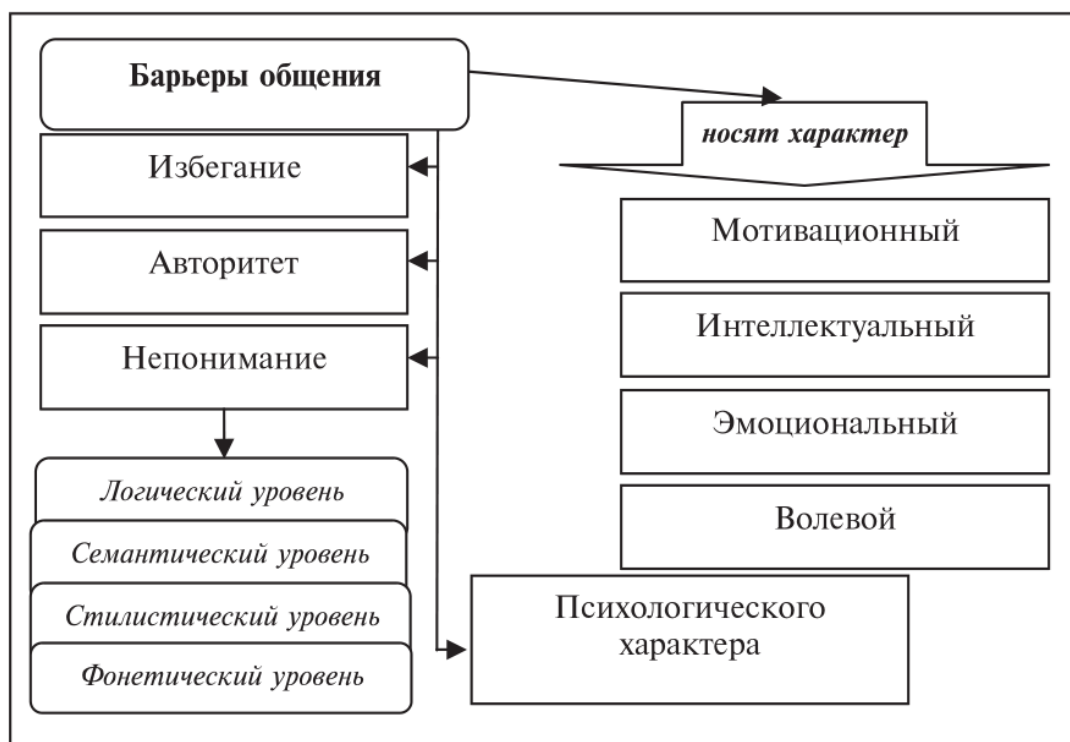 Барьеры общения
Избегание
Авторитет
Непонимание
Логический уровень
Семантический уровень
Стилистический уровень
Фонетический уровень
носят характер
Мотивационный
Интеллектуальный
Эмоциональный
Волевой
Психологического
характера